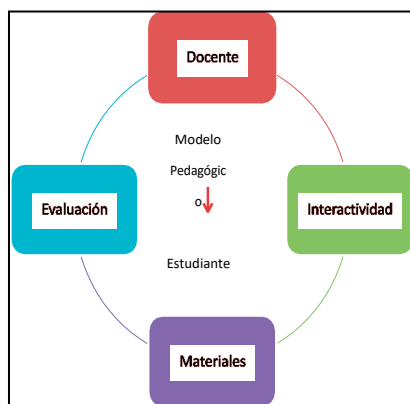 Docente
Modelo
Pedagógic
o
Evaluación
Interactividad
Estudiante
Materiales